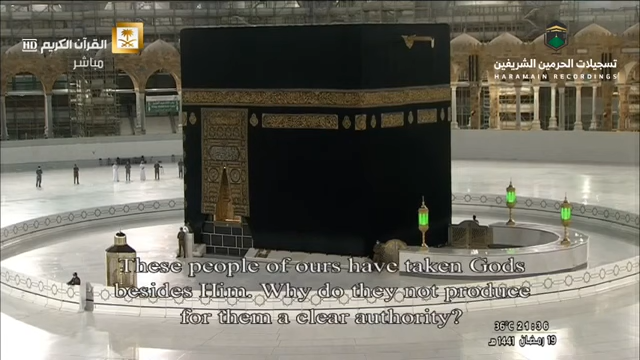 HD القرآن الكريم
مباشر
تسجيلات الحرمين الشريفين
HARAMAIN RECORDINGS
These people of ours have taken Gods
besides Him. Why do they not produce
for them a clear authority?
36°C 21:36
19 رمضان 1441 هـ